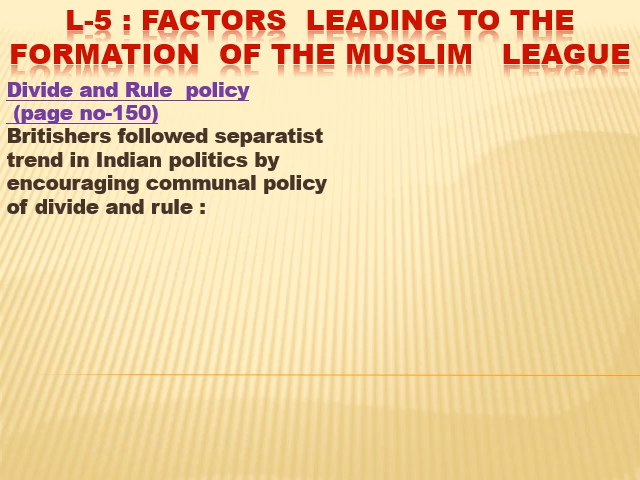 L-5 : FACTORS LEADING TO THE
FORMATION OF THE MUSLIM LEAGUE
Divide and Rule policy
(page no-150)
Britishers followed separatist
trend in Indian politics by
encouraging communal policy
of divide and rule :